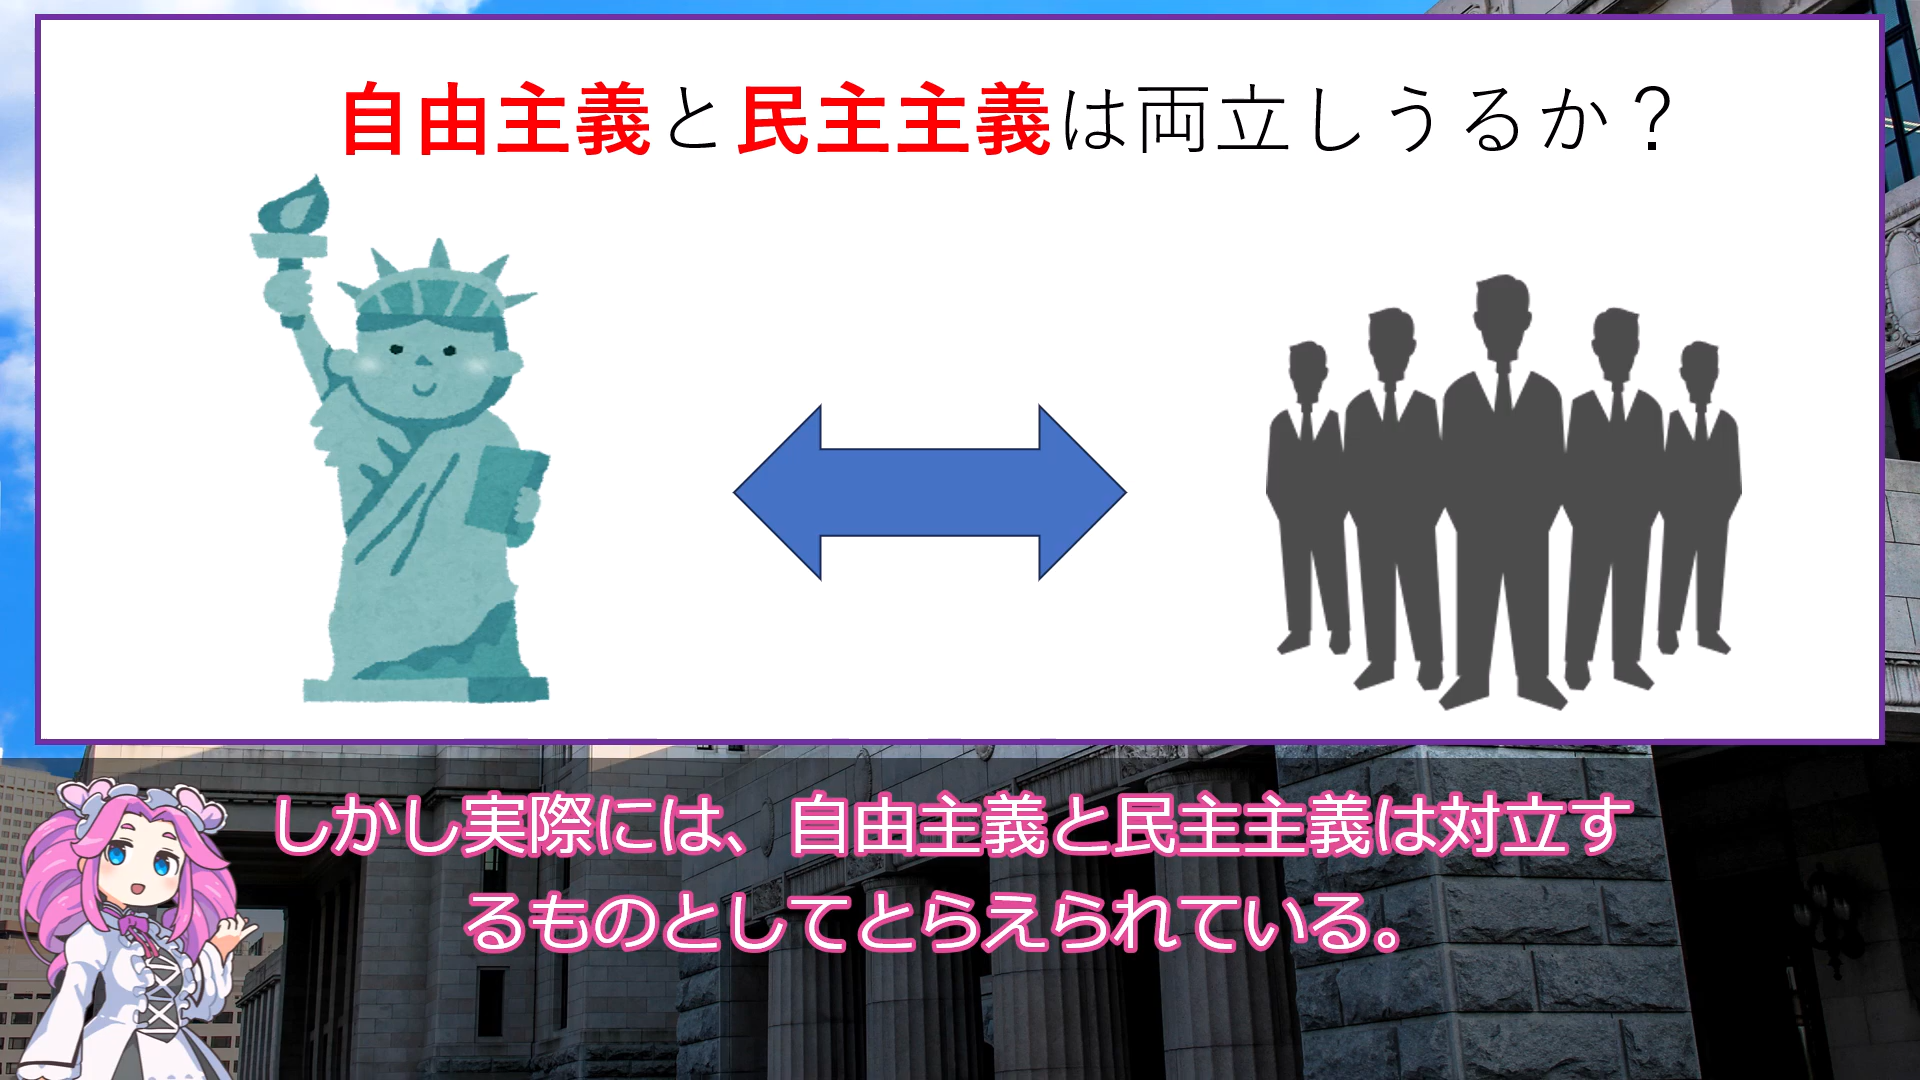 自由主義と民主主義は両立しうるか？
しかし実際には、自由主義と民主主義は対立す
るものとしてとらえられている。